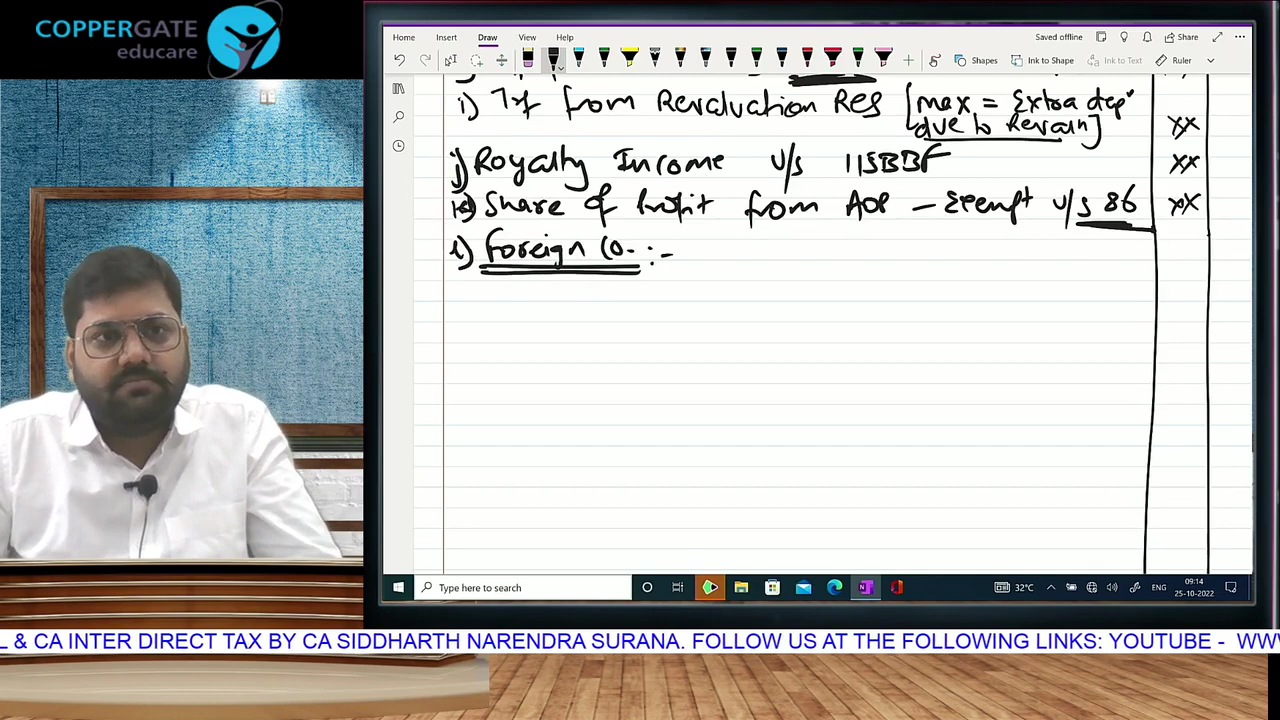 COPPERGATE
educare
Home Insert Draw View Help
Saved offline
Share
Shapes
Ink to Shape
Ink to Text
Ruler
i) Tf from Revaluation Res [max = Extra dep
due to Revaln]
xx
j) Royalty Income u/s 115BBF
xx
k) Share of Profit from AOP – Exempt u/s 86
xx
l) Foreign Co. :-
Type here to search
32°C
ENG
09:14
25-10-2022
L & CA INTER DIRECT TAX BY CA SIDDHARTH NARENDRA SURANA. FOLLOW US AT THE FOLLOWING LINKS: YOUTUBE - WWW